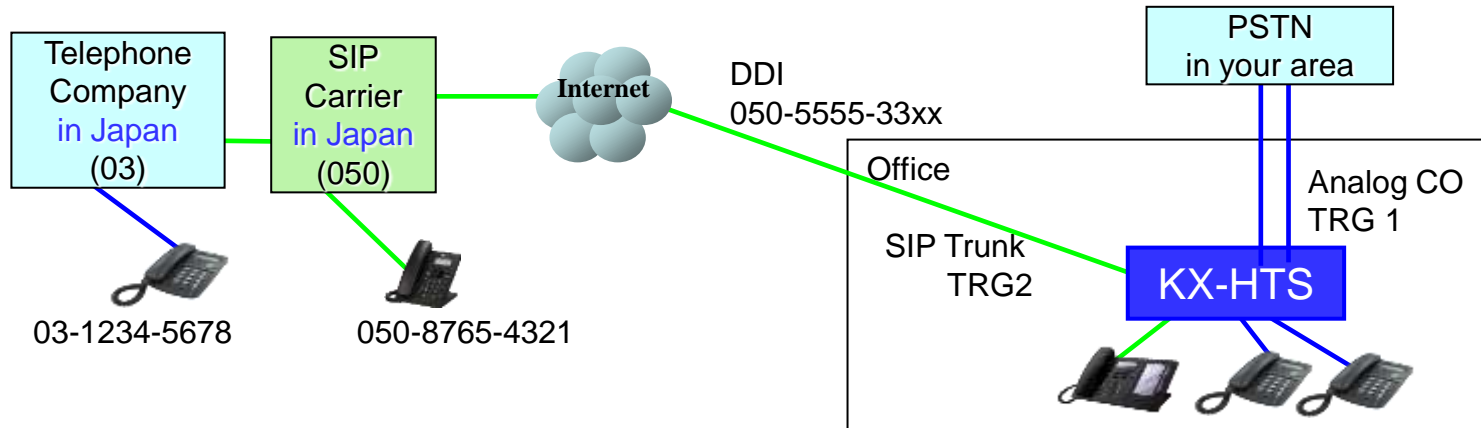 Telephone
Company
in Japan
(03)
SIP
Carrier
in Japan
(050)
Internet
DDI
050-5555-33xx
PSTN
in your area
Office
Analog CO
TRG 1
SIP Trunk
TRG2
KX-HTS
03-1234-5678
050-8765-4321